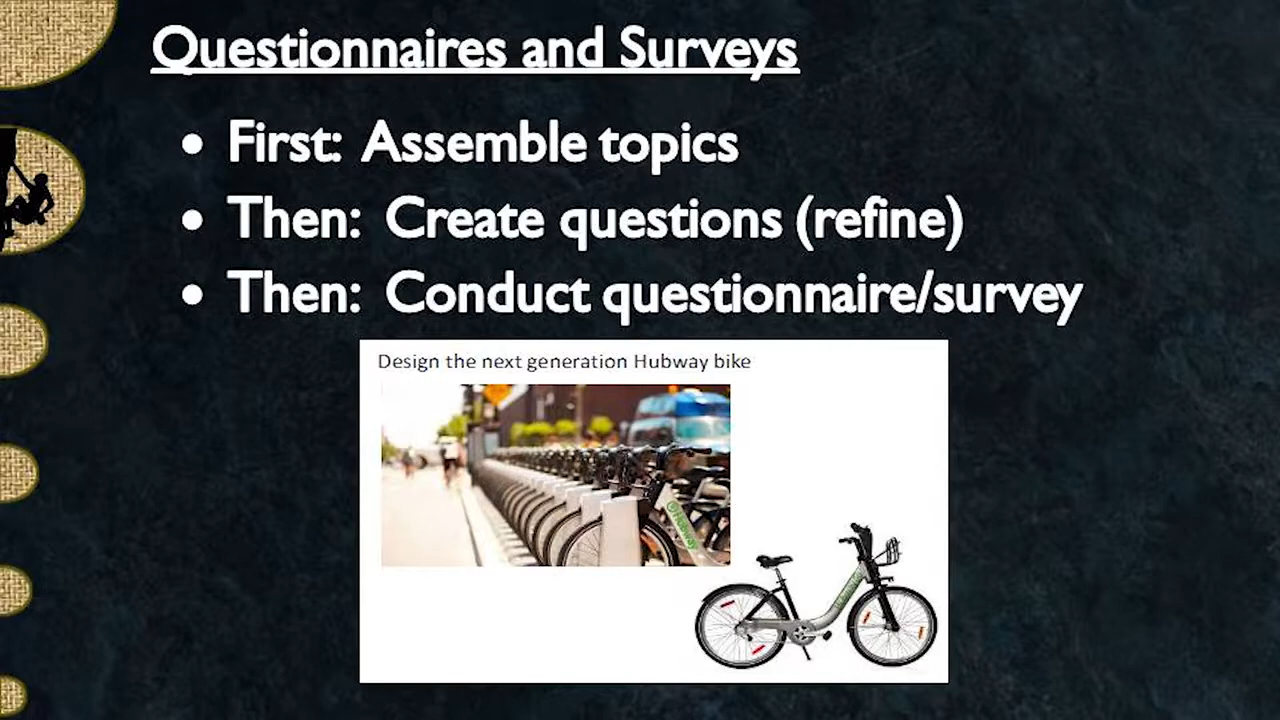 Questionnaires and Surveys
• First: Assemble topics
• Then: Create questions (refine)
• Then: Conduct questionnaire/survey
Design the next generation Hubway bike
Hubway